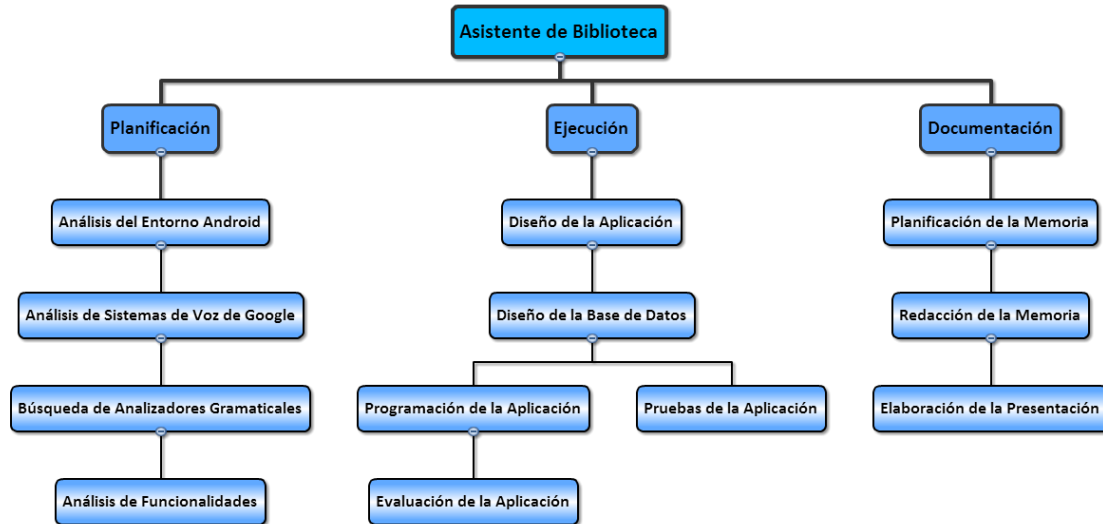 Asistente de Biblioteca
Planificación
Ejecución
Documentación
Análisis del Entorno Android
Diseño de la Aplicación
Planificación de la Memoria
Análisis de Sistemas de Voz de Google
Diseño de la Base de Datos
Redacción de la Memoria
Búsqueda de Analizadores Gramaticales
Programación de la Aplicación
Pruebas de la Aplicación
Elaboración de la Presentación
Análisis de Funcionalidades
Evaluación de la Aplicación